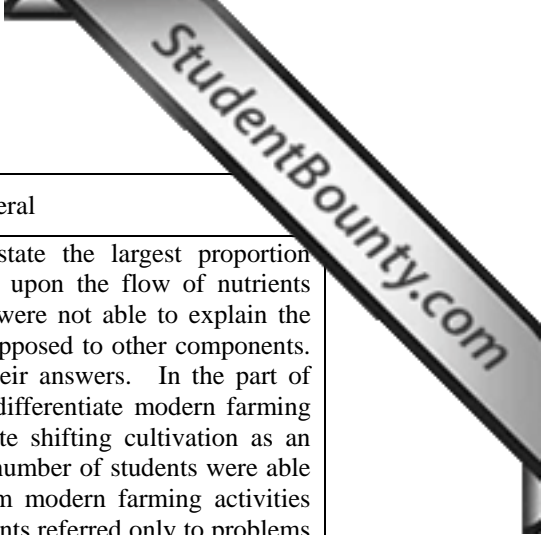 StudentBounty.com
eral
state the largest proportion
upon the flow of nutrients
were not able to explain the
pposed to other components.
eir answers. In the part of
differentiate modern farming
te shifting cultivation as an
number of students were able
m modern farming activities
nts referred only to problems